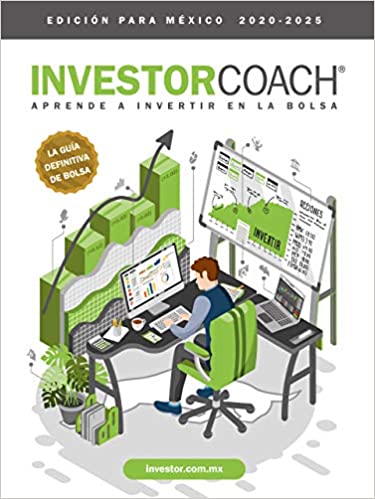 EDICIÓN PARA MÉXICO 2020-2025
INVESTORCOACH®
APRENDE A INVERTIR EN LA BOLSA
LA GUÍA
DEFINITIVA
DE BOLSA
ACCIONES
INVERTIR
investor.com.mx